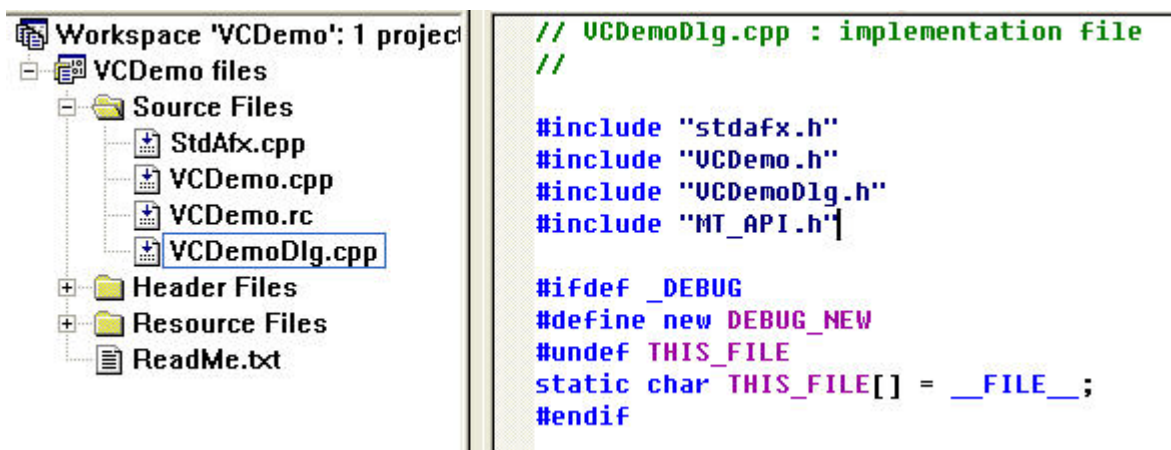 Workspace 'VCDemo': 1 project
VCDemo files
Source Files
StdAfx.cpp
VCDemo.cpp
VCDemo.rc
VCDemoDlg.cpp
Header Files
Resource Files
ReadMe.txt
// VCDemoDlg.cpp : implementation file
//
#include "stdafx.h"
#include "VCDemo.h"
#include "VCDemoDlg.h"
#include "MT_API.h"
#ifdef _DEBUG
#define new DEBUG_NEW
#undef THIS_FILE
static char THIS_FILE[] = __FILE__;
#endif